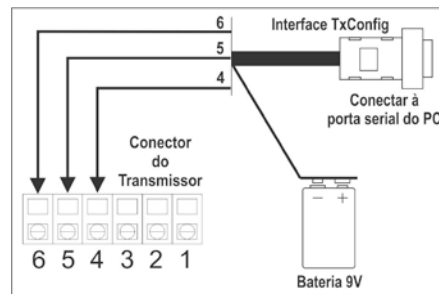 6
Interface TxConfig
5
4
Conectar à
porta serial do PC
Conector
do
Transmissor
6 5 4 3 2 1
Bateria 9V